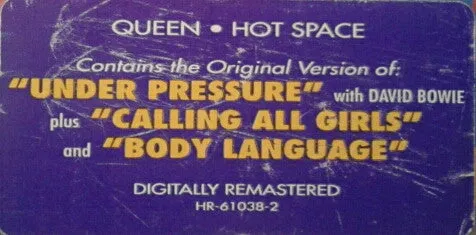 QUEEN • HOT SPACE
Contains the Original Version of:
"UNDER PRESSURE" with DAVID BOWIE
plus "CALLING ALL GIRLS"
and "BODY LANGUAGE"
DIGITALLY REMASTERED
HR-61038-2